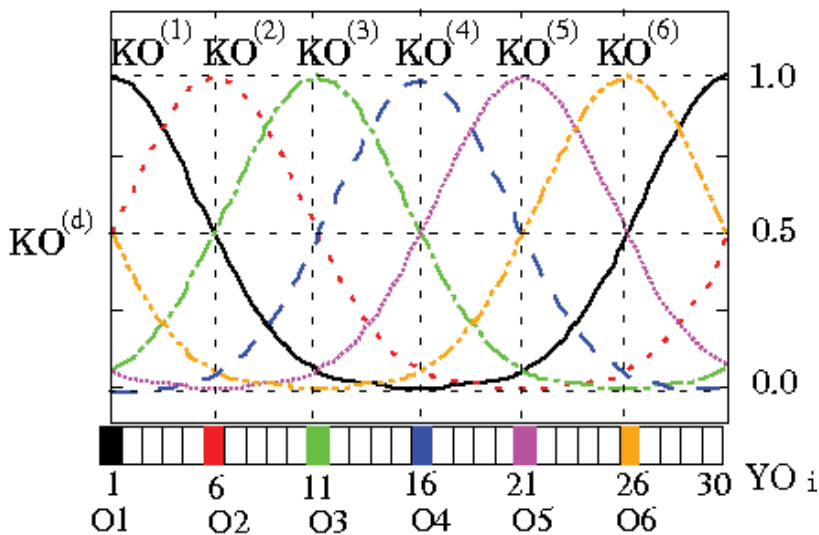 KO(1) KO(2) KO(3) KO(4) KO(5) KO(6)
1.0
KO(d)
0.5
0.0
1 6 11 16 21 26 30 YO i
O1 O2 O3 O4 O5 O6